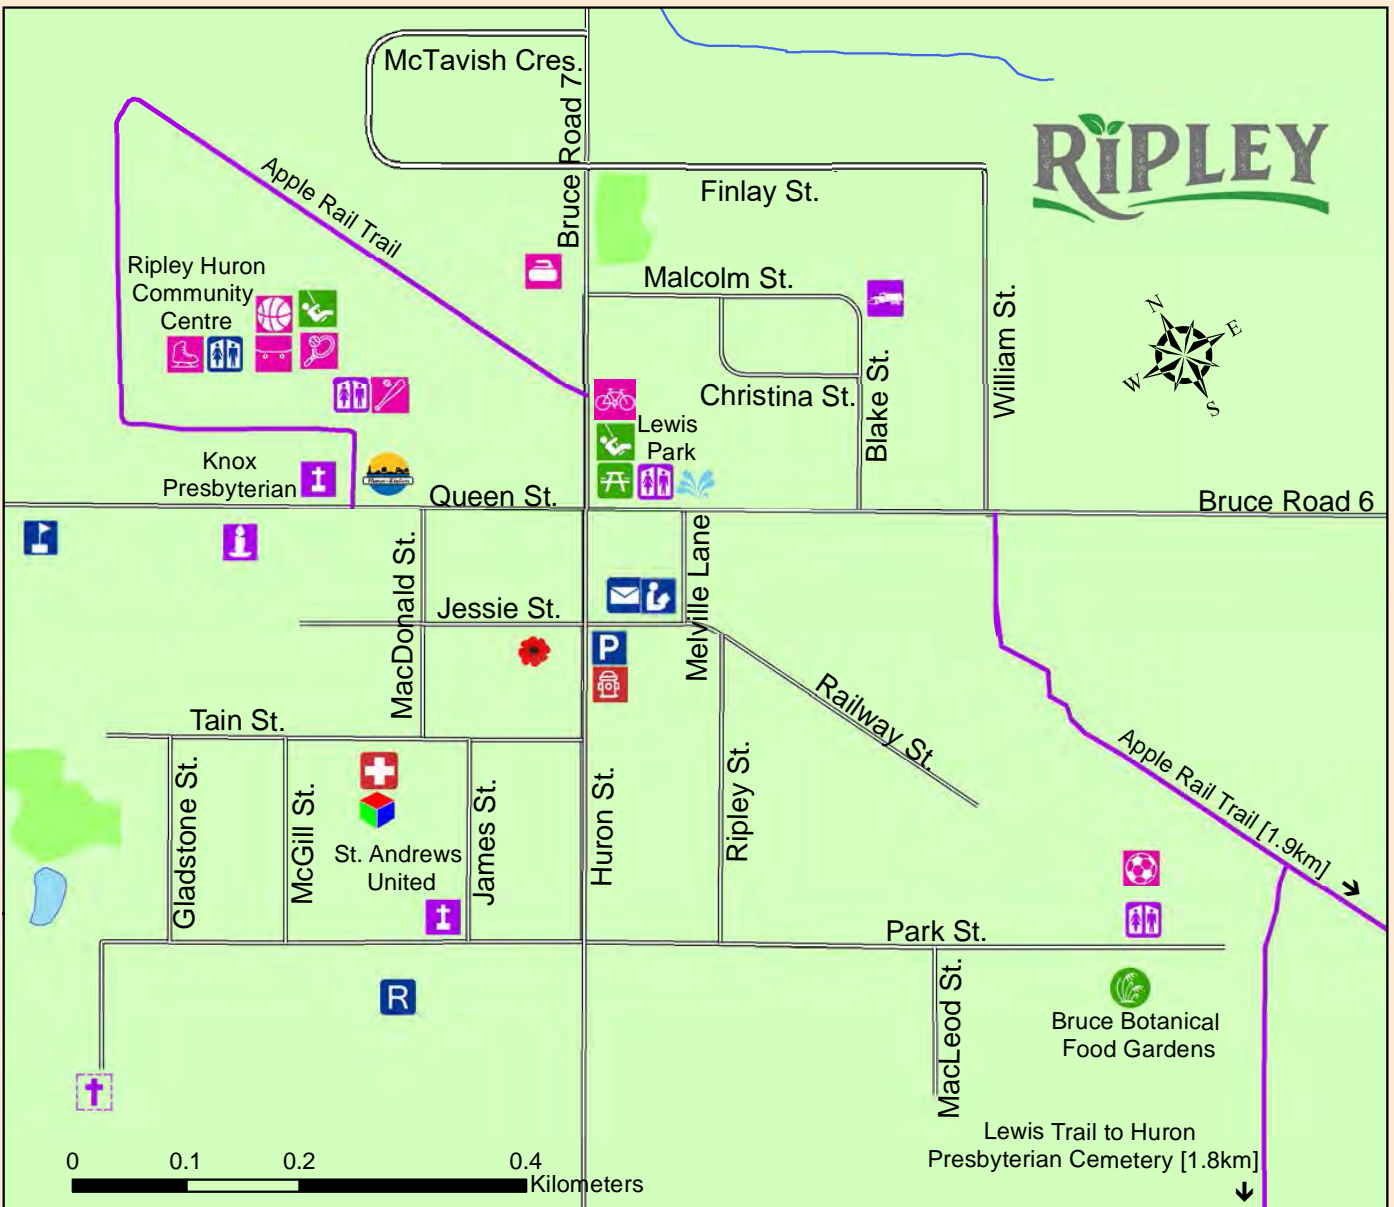 McTavish Cres.
Bruce Road 7
RiPLEY
Apple Rail Trail
Finlay St.
Ripley Huron
Community
Centre
Malcolm St.
William St.
N
E
W
S
Christina St.
Blake St.
Lewis
Park
Knox
Presbyterian
Queen St.
Bruce Road 6
MacDonald St.
Melville Lane
Jessie St.
P
Railway St.
Tain St.
Apple Rail Trail [1.9km]
Gladstone St.
McGill St.
James St.
Huron St.
Ripley St.
St. Andrews
United
Park St.
R
MacLeod St.
Bruce Botanical
Food Gardens
Lewis Trail to Huron
Presbyterian Cemetery [1.8km]
0 0.1 0.2 0.4
Kilometers